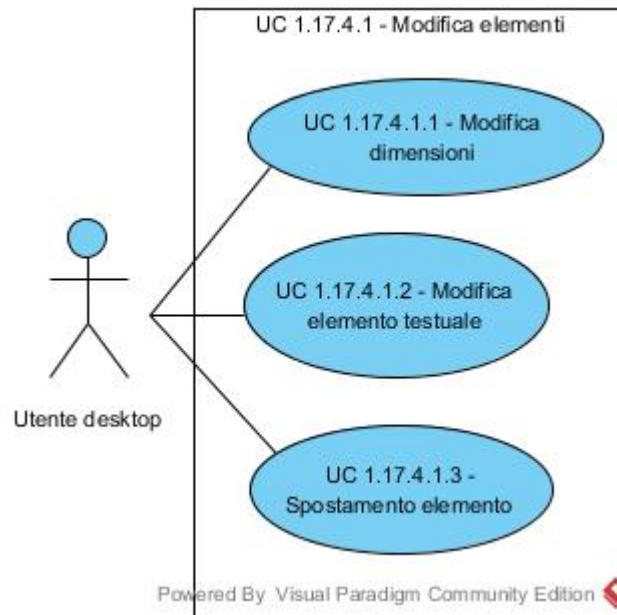 UC 1.17.4.1 - Modifica elementi
UC 1.17.4.1.1 - Modifica
dimensioni
UC 1.17.4.1.2 - Modifica
elemento testuale
Utente desktop
UC 1.17.4.1.3 -
Spostamento elemento
Powered By Visual Paradigm Community Edition